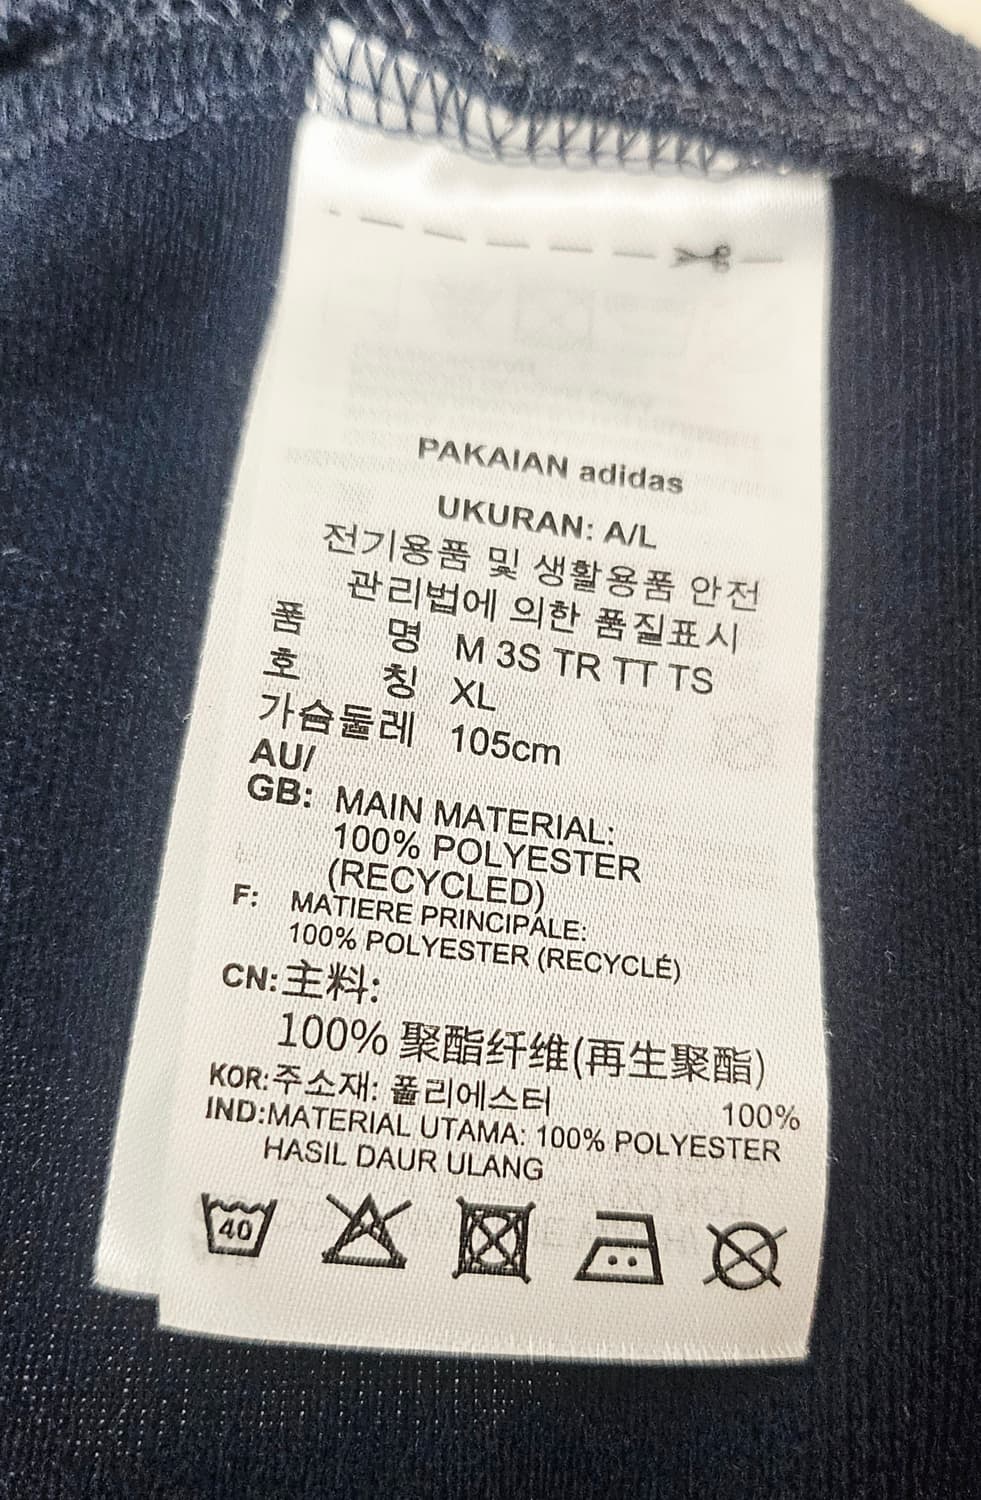 PAKAIAN adidas
UKURAN: A/L
전기용품 및 생활용품 안전
관리법에 의한 품질표시
품 명 M 3S TR TT TS
호 칭 XL
가슴둘레 105cm
AU/
GB: MAIN MATERIAL:
100% POLYESTER
(RECYCLED)
F: MATIERE PRINCIPALE:
100% POLYESTER (RECYCLÉ)
CN: 主料:
100% 聚酯纤维(再生聚酯)
KOR: 주소재: 폴리에스터 100%
IND: MATERIAL UTAMA: 100% POLYESTER
HASIL DAUR ULANG
40